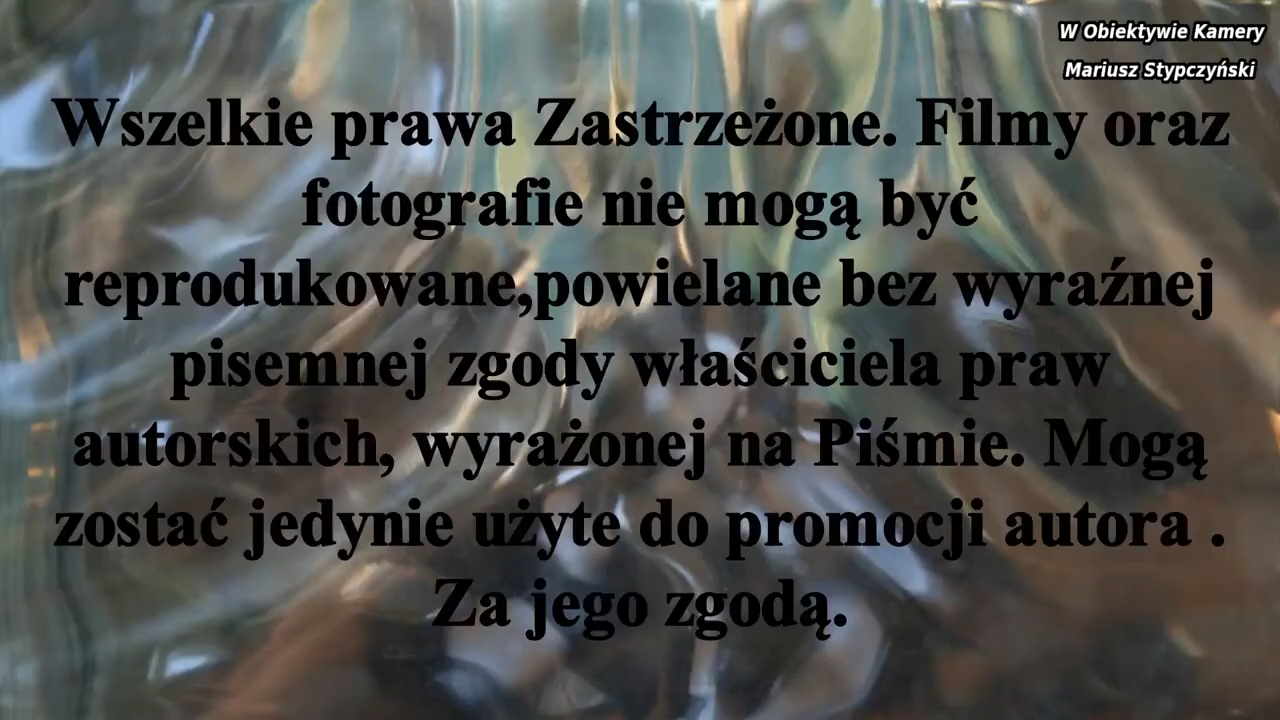 W Obiektywie Kamery
Mariusz Stypczyński
Wszelkie prawa Zastrzeżone. Filmy oraz
fotografie nie mogą być
reprodukowane,powielane bez wyraźnej
pisemnej zgody właściciela praw
autorskich, wyrażonej na Piśmie. Mogą
zostać jedynie użyte do promocji autora .
Za jego zgodą.